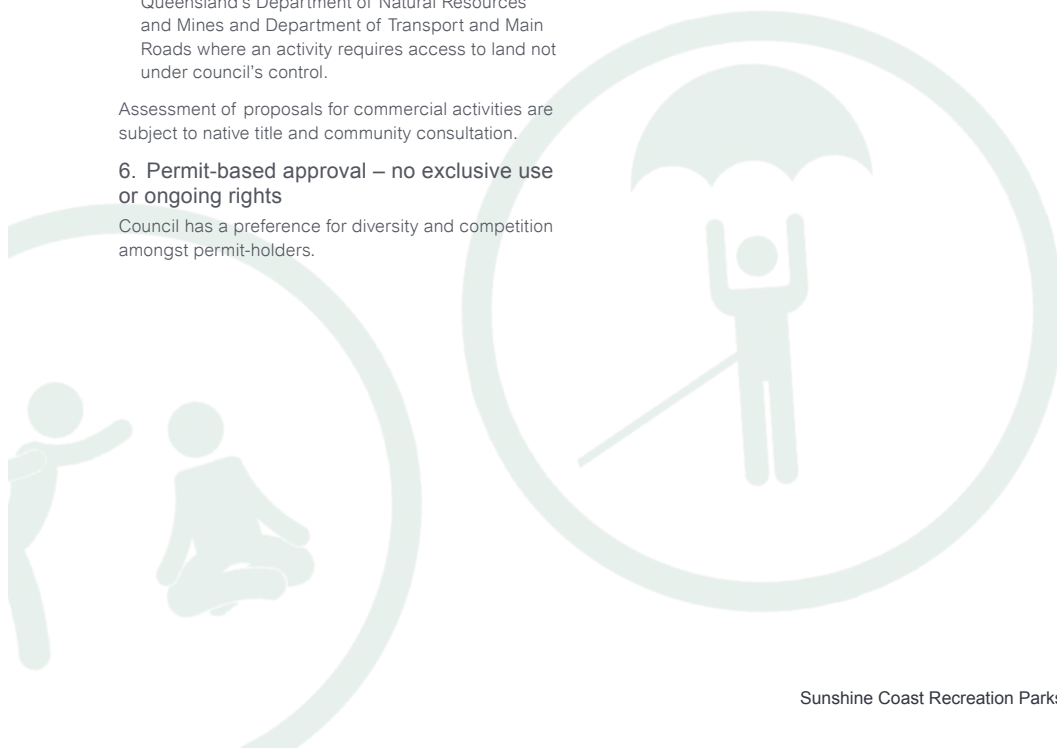 Queensland's Department of Natural Resources
and Mines and Department of Transport and Main
Roads where an activity requires access to land not
under council's control.
Assessment of proposals for commercial activities are
subject to native title and community consultation.
6. Permit-based approval – no exclusive use
or ongoing rights
Council has a preference for diversity and competition
amongst permit-holders.
Sunshine Coast Recreation Parks